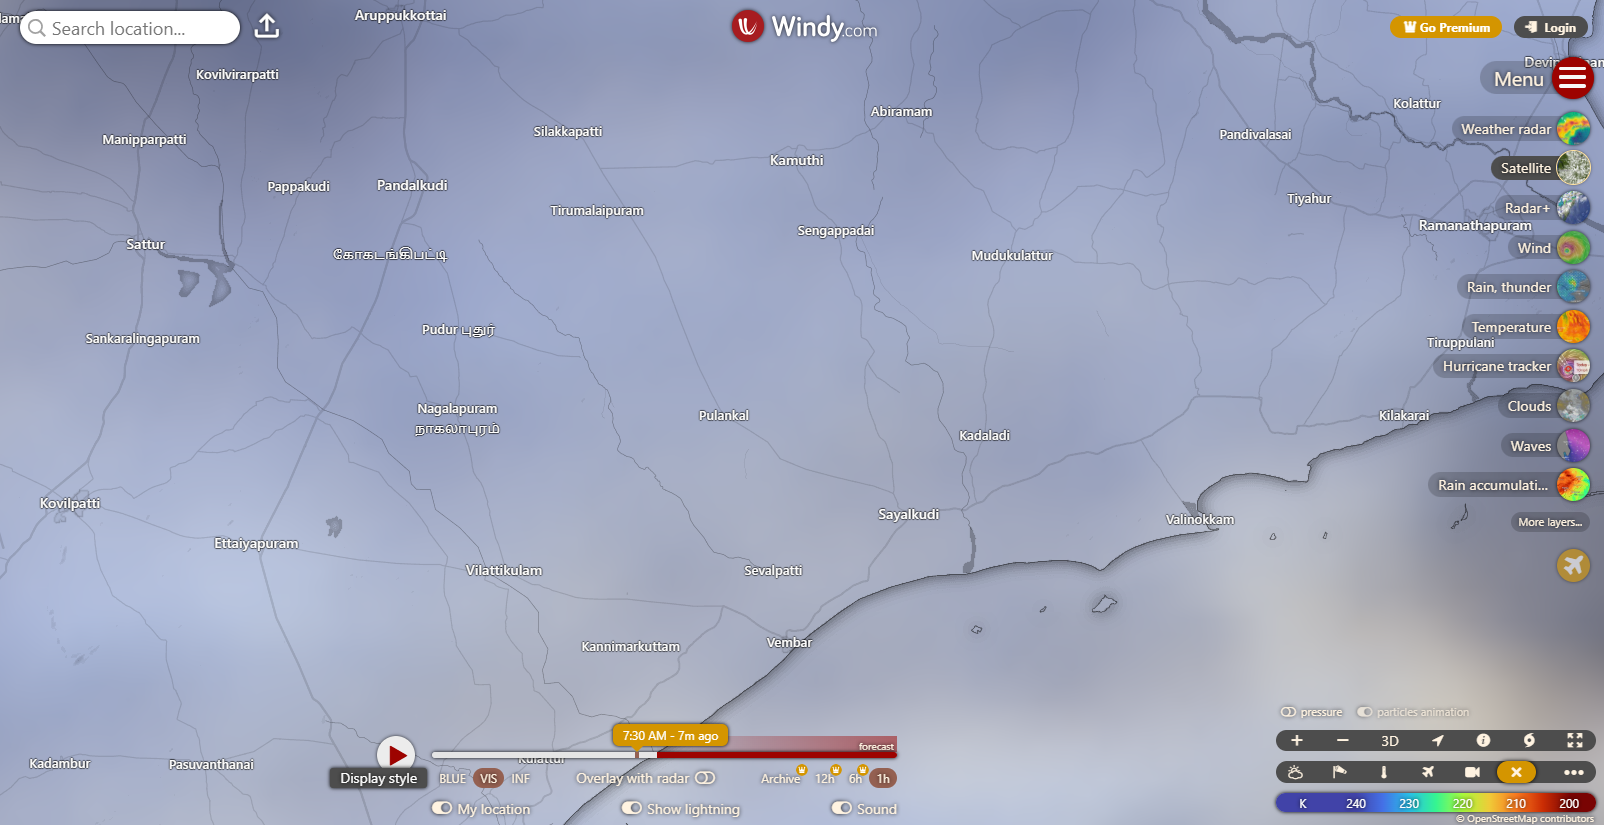 Search location...
Windy.com
Go Premium
Login
Menu
Weather radar
Satellite
Radar+
Wind
Rain, thunder
Temperature
Hurricane tracker
Clouds
Waves
Rain accumulati...
More layers...
Aruppukkottai
Kovilvirarpatti
Abiramam
Kolattur
Manipparpatti
Silakkapatti
Pandivalasai
Kamuthi
Pappakudi
Pandalkudi
Tirumalaipuram
Tiyahur
Ramanathapuram
Sengappadai
Sattur
கோகடங்கிபட்டி
Mudukulattur
Pudur புதுர்
Sankaralingapuram
Tiruppulani
Nagalapuram
நாகலாபுரம்
Pulankal
Kilakarai
Kadaladi
Kovilpatti
Sayalkudi
Valinokkam
Ettaiyapuram
Vilattikulam
Sevalpatti
Kannimarkuttam
Vembar
Kadambur
Pasuvanthanai
Kulattur
7:30 AM - 7m ago
forecast
Display style
BLUE VIS INF
Overlay with radar
Archive 12h 6h 1h
My location
Show lightning
Sound
pressure
particles animation
3D
K 240 230 220 210 200
© OpenStreetMap contributors